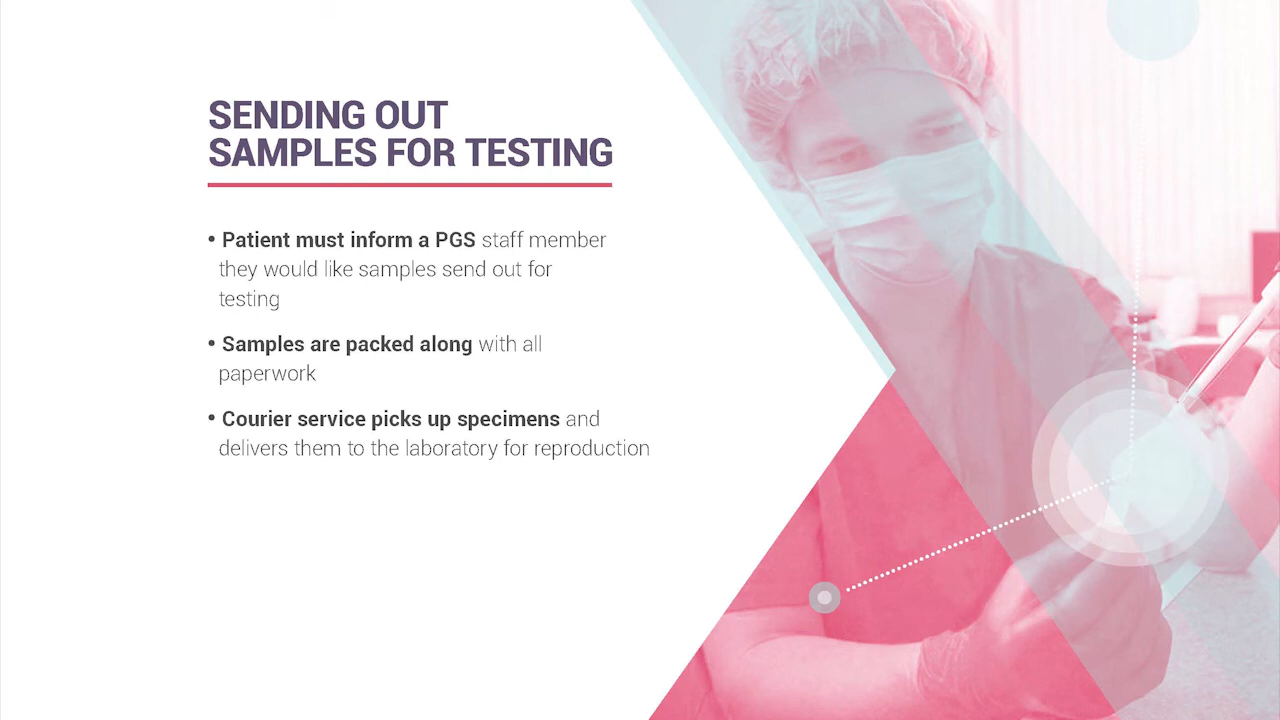 SENDING OUT
SAMPLES FOR TESTING
• Patient must inform a PGS staff member
they would like samples send out for
testing
• Samples are packed along with all
paperwork
• Courier service picks up specimens and
delivers them to the laboratory for reproduction